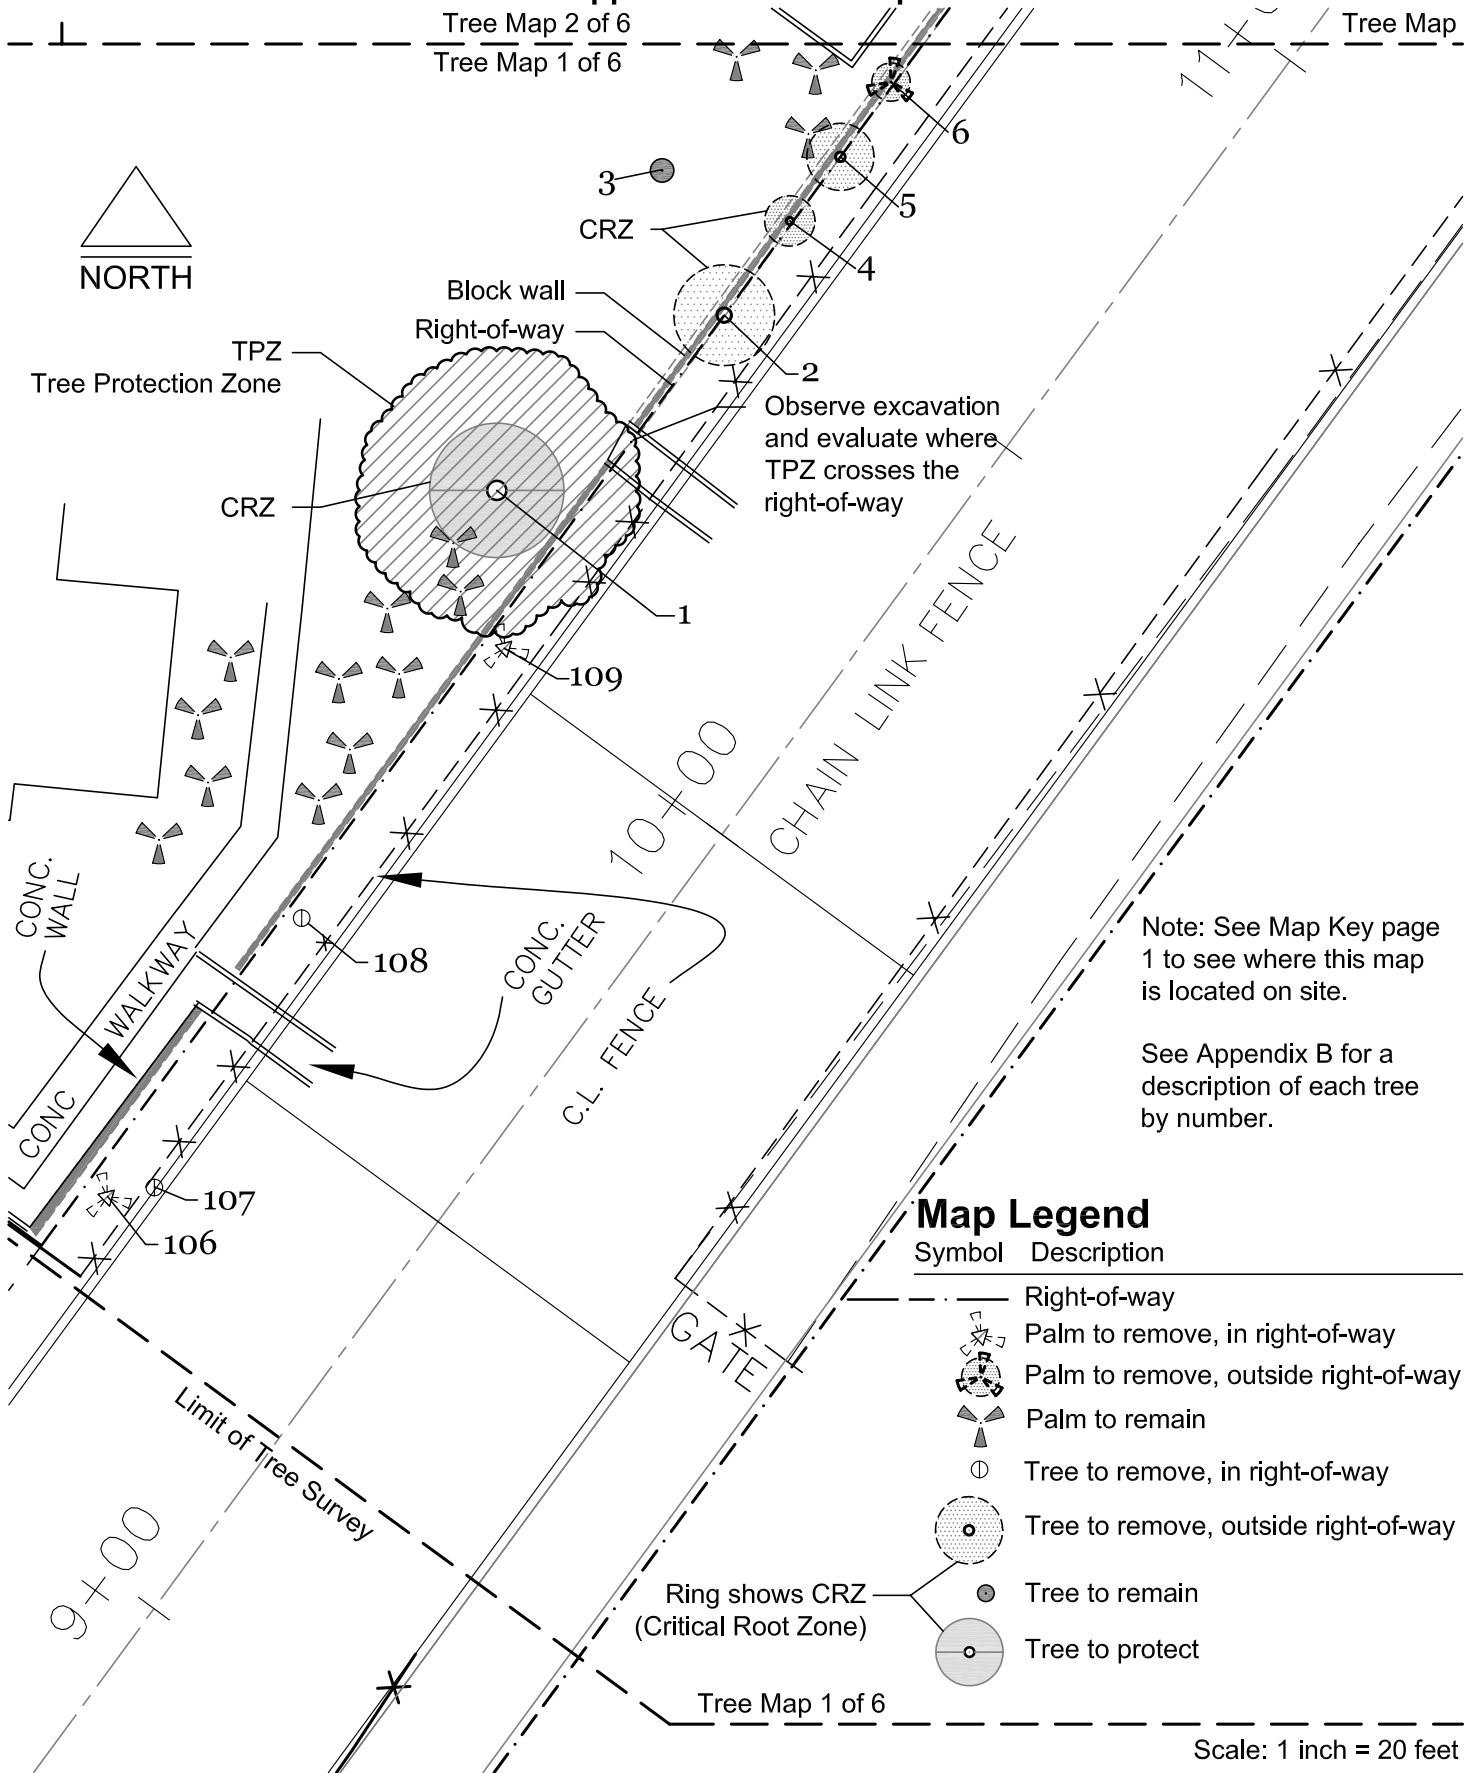 Tree Map 2 of 6
Tree Map
Tree Map 1 of 6
11+0
6
3
5
CRZ
4
NORTH
Block wall
Right-of-way
TPZ
Tree Protection Zone
2
Observe excavation
and evaluate where
TPZ crosses the
right-of-way
CRZ
1
109
CHAIN LINK FENCE
10+00
CONC.
WALL
WALKWAY
CONC
108
CONC.
GUTTER
C.L. FENCE
Note: See Map Key page
1 to see where this map
is located on site.
See Appendix B for a
description of each tree
by number.
107
106
GATE
Limit of Tree Survey
9+00
Map Legend
Symbol Description
Right-of-way
Palm to remove, in right-of-way
Palm to remove, outside right-of-way
Palm to remain
Tree to remove, in right-of-way
Tree to remove, outside right-of-way
Ring shows CRZ
(Critical Root Zone)
Tree to remain
Tree to protect
Tree Map 1 of 6
Scale: 1 inch = 20 feet